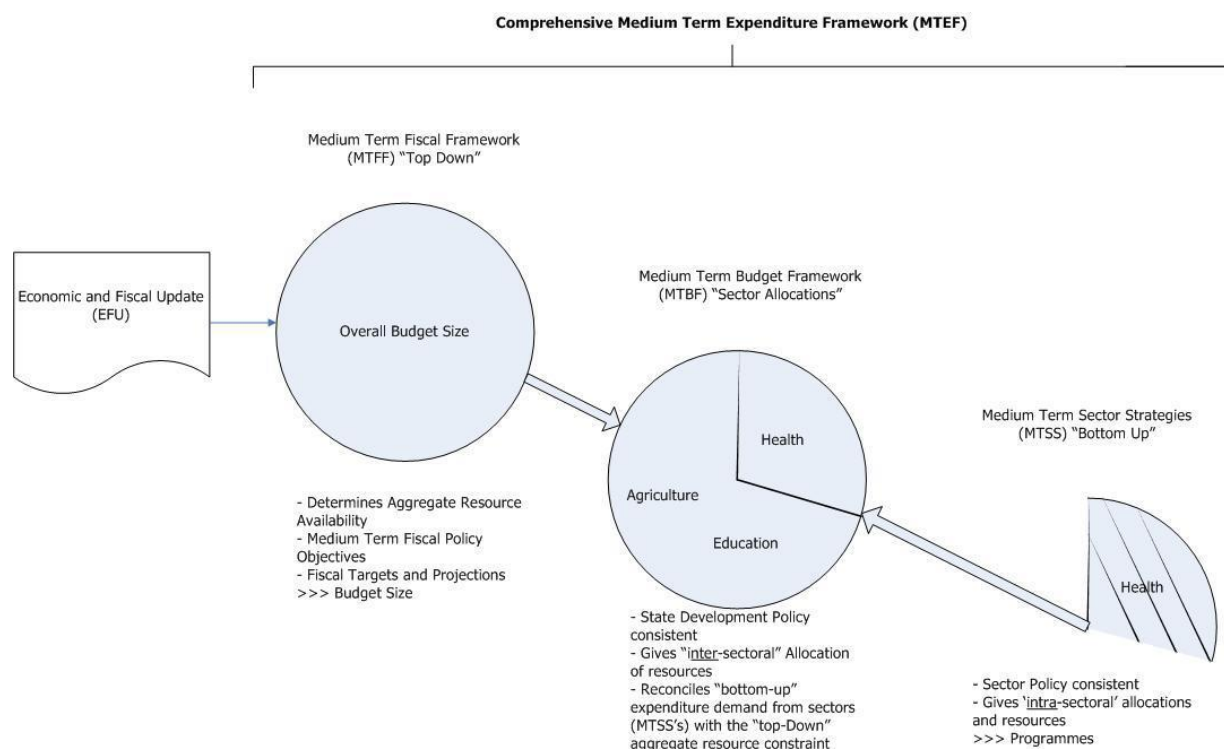 Comprehensive Medium Term Expenditure Framework (MTEF)
Medium Term Fiscal Framework
(MTFF) “Top Down”
Economic and Fiscal Update
(EFU)
Overall Budget Size
- Determines Aggregate Resource
Availability
- Medium Term Fiscal Policy
Objectives
- Fiscal Targets and Projections
>>> Budget Size
Medium Term Budget Framework
(MTBF) “Sector Allocations”
Health
Agriculture
Education
- State Development Policy
consistent
- Gives “inter-sectoral” Allocation
of resources
- Reconciles “bottom-up”
expenditure demand from sectors
(MTSS’s) with the “top-Down”
aggregate resource constraint
Medium Term Sector Strategies
(MTSS) “Bottom Up”
Health
- Sector Policy consistent
- Gives ‘intra-sectoral’ allocations
and resources
>>> Programmes